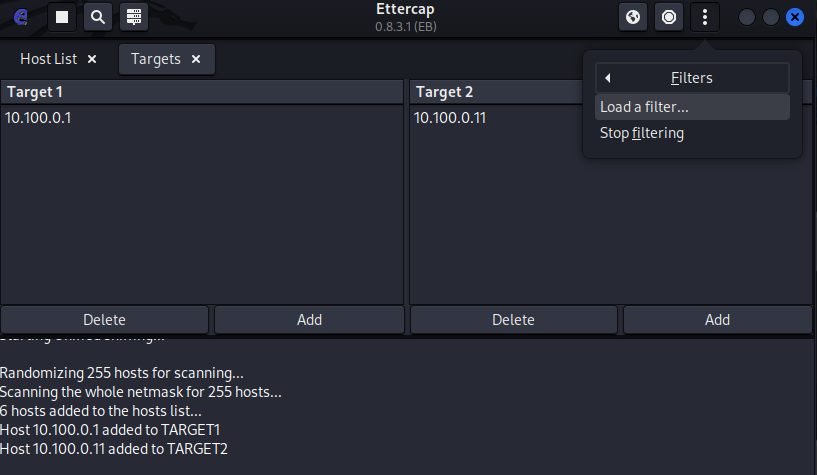 Ettercap
0.8.3.1 (EB)
Host List ×
Targets ×
Filters
Load a filter...
Stop filtering
Target 1
Target 2
10.100.0.1
10.100.0.11
Delete
Add
Delete
Add
Starting Unified sniffing...
Randomizing 255 hosts for scanning...
Scanning the whole netmask for 255 hosts...
6 hosts added to the hosts list...
Host 10.100.0.1 added to TARGET1
Host 10.100.0.11 added to TARGET2